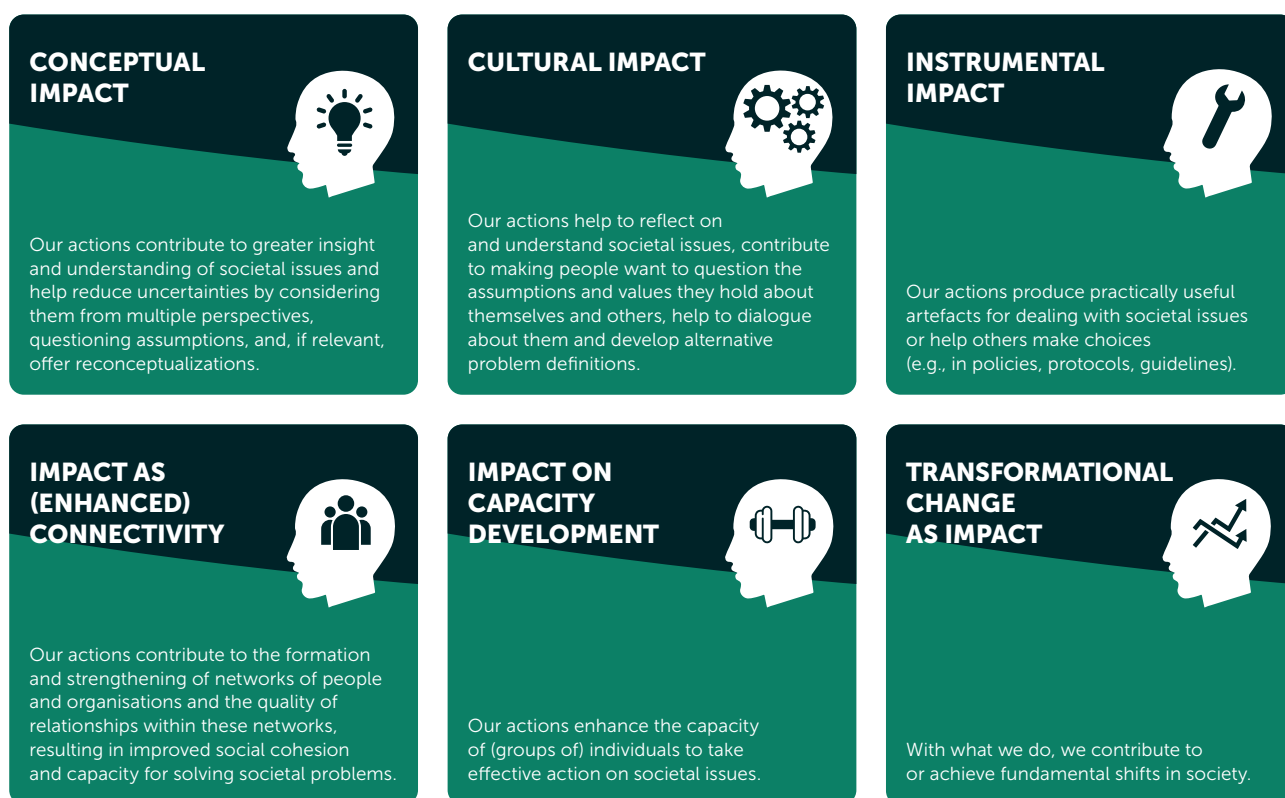 CONCEPTUAL
IMPACT
Our actions contribute to greater insight
and understanding of societal issues and
help reduce uncertainties by considering
them from multiple perspectives,
questioning assumptions, and, if relevant,
offer reconceptualizations.
CULTURAL IMPACT
Our actions help to reflect on
and understand societal issues, contribute
to making people want to question the
assumptions and values they hold about
themselves and others, help to dialogue
about them and develop alternative
problem definitions.
INSTRUMENTAL
IMPACT
Our actions produce practically useful
artefacts for dealing with societal issues
or help others make choices
(e.g., in policies, protocols, guidelines).
IMPACT AS
(ENHANCED)
CONNECTIVITY
Our actions contribute to the formation
and strengthening of networks of people
and organisations and the quality of
relationships within these networks,
resulting in improved social cohesion
and capacity for solving societal problems.
IMPACT ON
CAPACITY
DEVELOPMENT
Our actions enhance the capacity
of (groups of) individuals to take
effective action on societal issues.
TRANSFORMATIONAL
CHANGE
AS IMPACT
With what we do, we contribute to
or achieve fundamental shifts in society.